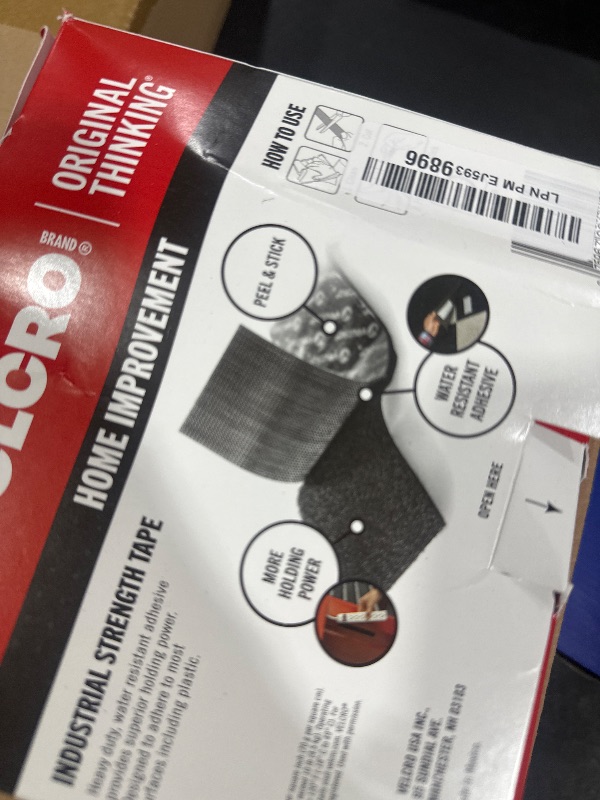 BRAND®
ORIGINAL
THINKING®
HOME IMPROVEMENT
HOW TO USE
LPN PM EJ593 9896
PEEL & STICK
WATER
RESISTANT
ADHESIVE
MORE
HOLDING
POWER
OPEN HERE
INDUSTRIAL STRENGTH TAPE
Heavy duty, water resistant adhesive
provides superior holding power.
designed to adhere to most
surfaces including plastic.
VELCRO USA INC.,
SUNDIAL AVE.
MANCHESTER, NH 03103